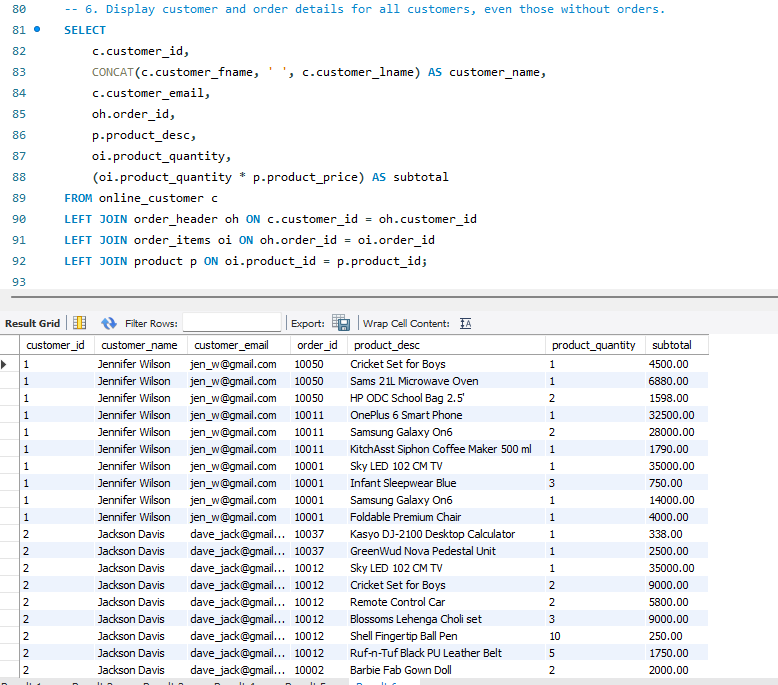 80 -- 6. Display customer and order details for all customers, even those without orders.
81 SELECT
82 c.customer_id,
83 CONCAT(c.customer_fname, ' ', c.customer_lname) AS customer_name,
84 c.customer_email,
85 oh.order_id,
86 p.product_desc,
87 oi.product_quantity,
88 (oi.product_quantity * p.product_price) AS subtotal
89 FROM online_customer c
90 LEFT JOIN order_header oh ON c.customer_id = oh.customer_id
91 LEFT JOIN order_items oi ON oh.order_id = oi.order_id
92 LEFT JOIN product p ON oi.product_id = p.product_id;
93
Result Grid Filter Rows: Export: Wrap Cell Content:
customer_id customer_name customer_email order_id product_desc product_quantity subtotal
1 Jennifer Wilson jen_w@gmail.com 10050 Cricket Set for Boys 1 4500.00
1 Jennifer Wilson jen_w@gmail.com 10050 Sams 21L Microwave Oven 1 6880.00
1 Jennifer Wilson jen_w@gmail.com 10050 HP ODC School Bag 2.5' 2 1598.00
1 Jennifer Wilson jen_w@gmail.com 10011 OnePlus 6 Smart Phone 1 32500.00
1 Jennifer Wilson jen_w@gmail.com 10011 Samsung Galaxy On6 2 28000.00
1 Jennifer Wilson jen_w@gmail.com 10011 KitchAsst Siphon Coffee Maker 500 ml 1 1790.00
1 Jennifer Wilson jen_w@gmail.com 10001 Sky LED 102 CM TV 1 35000.00
1 Jennifer Wilson jen_w@gmail.com 10001 Infant Sleepwear Blue 3 750.00
1 Jennifer Wilson jen_w@gmail.com 10001 Samsung Galaxy On6 1 14000.00
1 Jennifer Wilson jen_w@gmail.com 10001 Foldable Premium Chair 1 4000.00
2 Jackson Davis dave_jack@gmail... 10037 Kasyo DJ-2100 Desktop Calculator 1 338.00
2 Jackson Davis dave_jack@gmail... 10037 GreenWud Nova Pedestal Unit 1 2500.00
2 Jackson Davis dave_jack@gmail... 10012 Sky LED 102 CM TV 1 35000.00
2 Jackson Davis dave_jack@gmail... 10012 Cricket Set for Boys 2 9000.00
2 Jackson Davis dave_jack@gmail... 10012 Remote Control Car 2 5800.00
2 Jackson Davis dave_jack@gmail... 10012 Blossoms Lehenga Choli set 3 9000.00
2 Jackson Davis dave_jack@gmail... 10012 Shell Fingertip Ball Pen 10 250.00
2 Jackson Davis dave_jack@gmail... 10012 Ruf-n-Tuf Black PU Leather Belt 5 1750.00
2 Jackson Davis dave_jack@gmail... 10002 Barbie Fab Gown Doll 2 2000.00